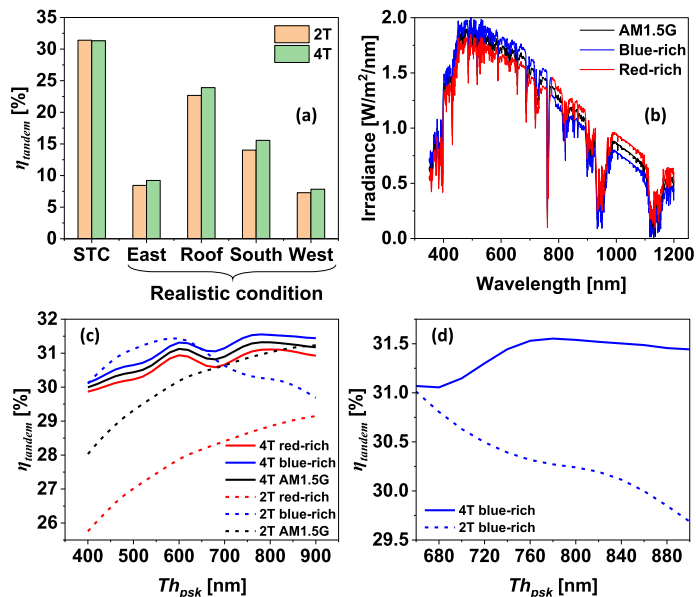 35
30
25
20
15
10
5
0
η_tandem [%]
2T
4T
(a)
STC East Roof South West
Realistic condition
2.0
1.5
1.0
0.5
0.0
Irradiance [W/m²/nm]
AM1.5G
Blue-rich
Red-rich
(b)
400 600 800 1000 1200
Wavelength [nm]
32
31
30
29
28
27
26
η_tandem [%]
(c)
4T red-rich
4T blue-rich
4T AM1.5G
2T red-rich
2T blue-rich
2T AM1.5G
400 500 600 700 800 900
Th_psk [nm]
31.5
31.0
30.5
30.0
29.5
η_tandem [%]
(d)
4T blue-rich
2T blue-rich
680 720 760 800 840 880
Th_psk [nm]